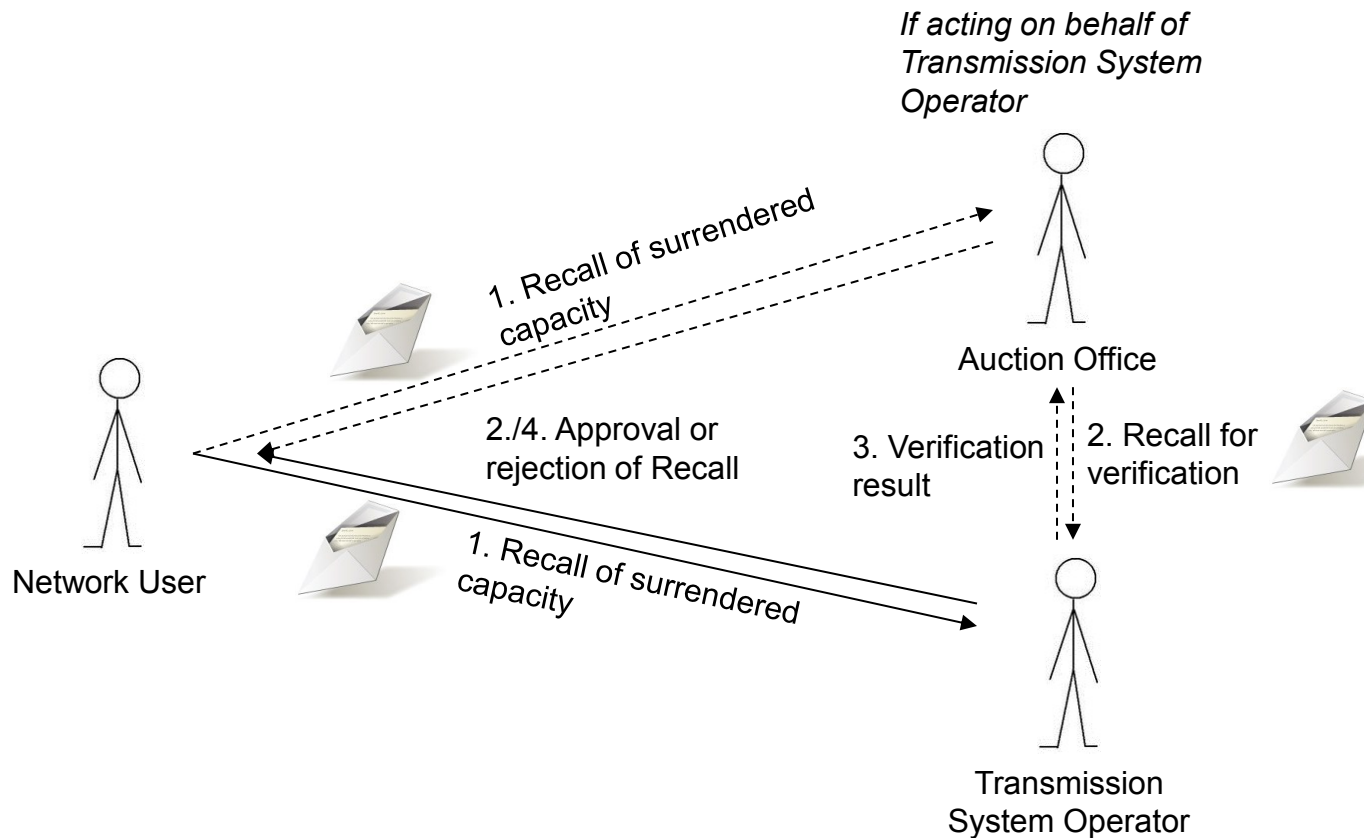 If acting on behalf of
Transmission System
Operator
1. Recall of surrendered
capacity
Auction Office
2./4. Approval or
rejection of Recall
3. Verification
result
2. Recall for
verification
Network User
1. Recall of surrendered
capacity
Transmission
System Operator